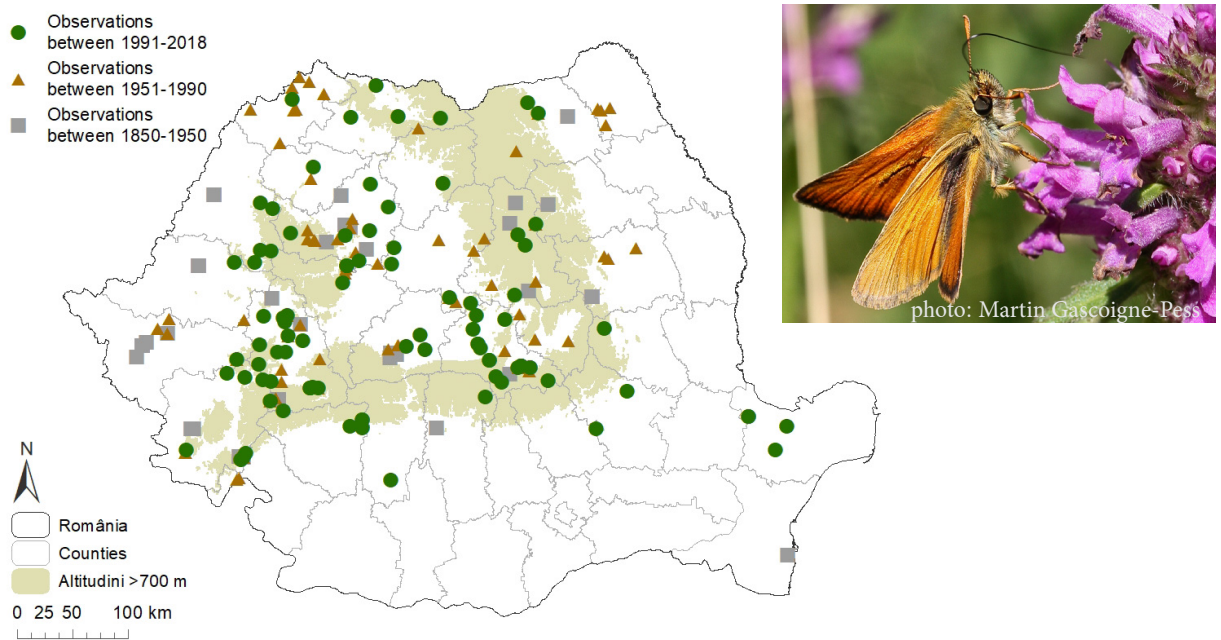 Observations
between 1991-2018
Observations
between 1951-1990
Observations
between 1850-1950
photo: Martin Gascoigne-Pess
N
România
Counties
Altitudini >700 m
0 25 50 100 km